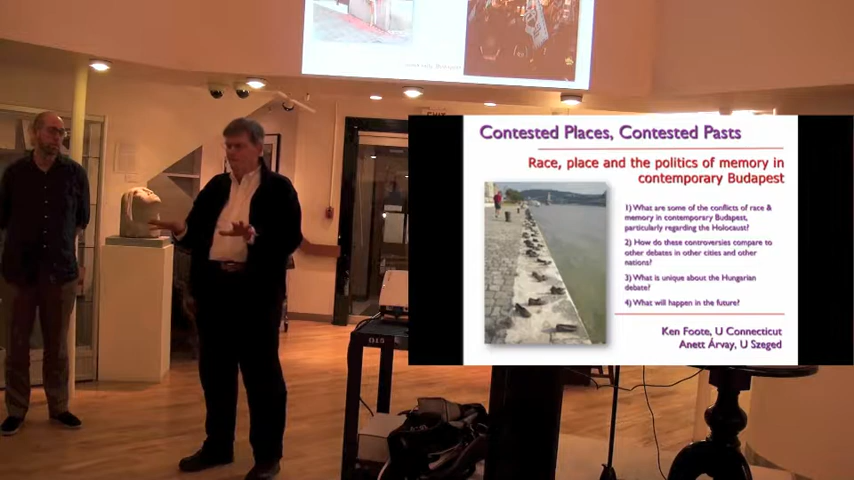 EXIT
Contested Places, Contested Pasts
Race, place and the politics of memory in
contemporary Budapest
1) What are some of the conflicts of race &
memory in contemporary Budapest,
particularly regarding the Holocaust?
2) How do these controversies compare to
other debates in other cities and other
nations?
3) What is unique about the Hungarian
debate?
4) What will happen in the future?
Ken Foote, U Connecticut
Anett Árvay, U Szeged